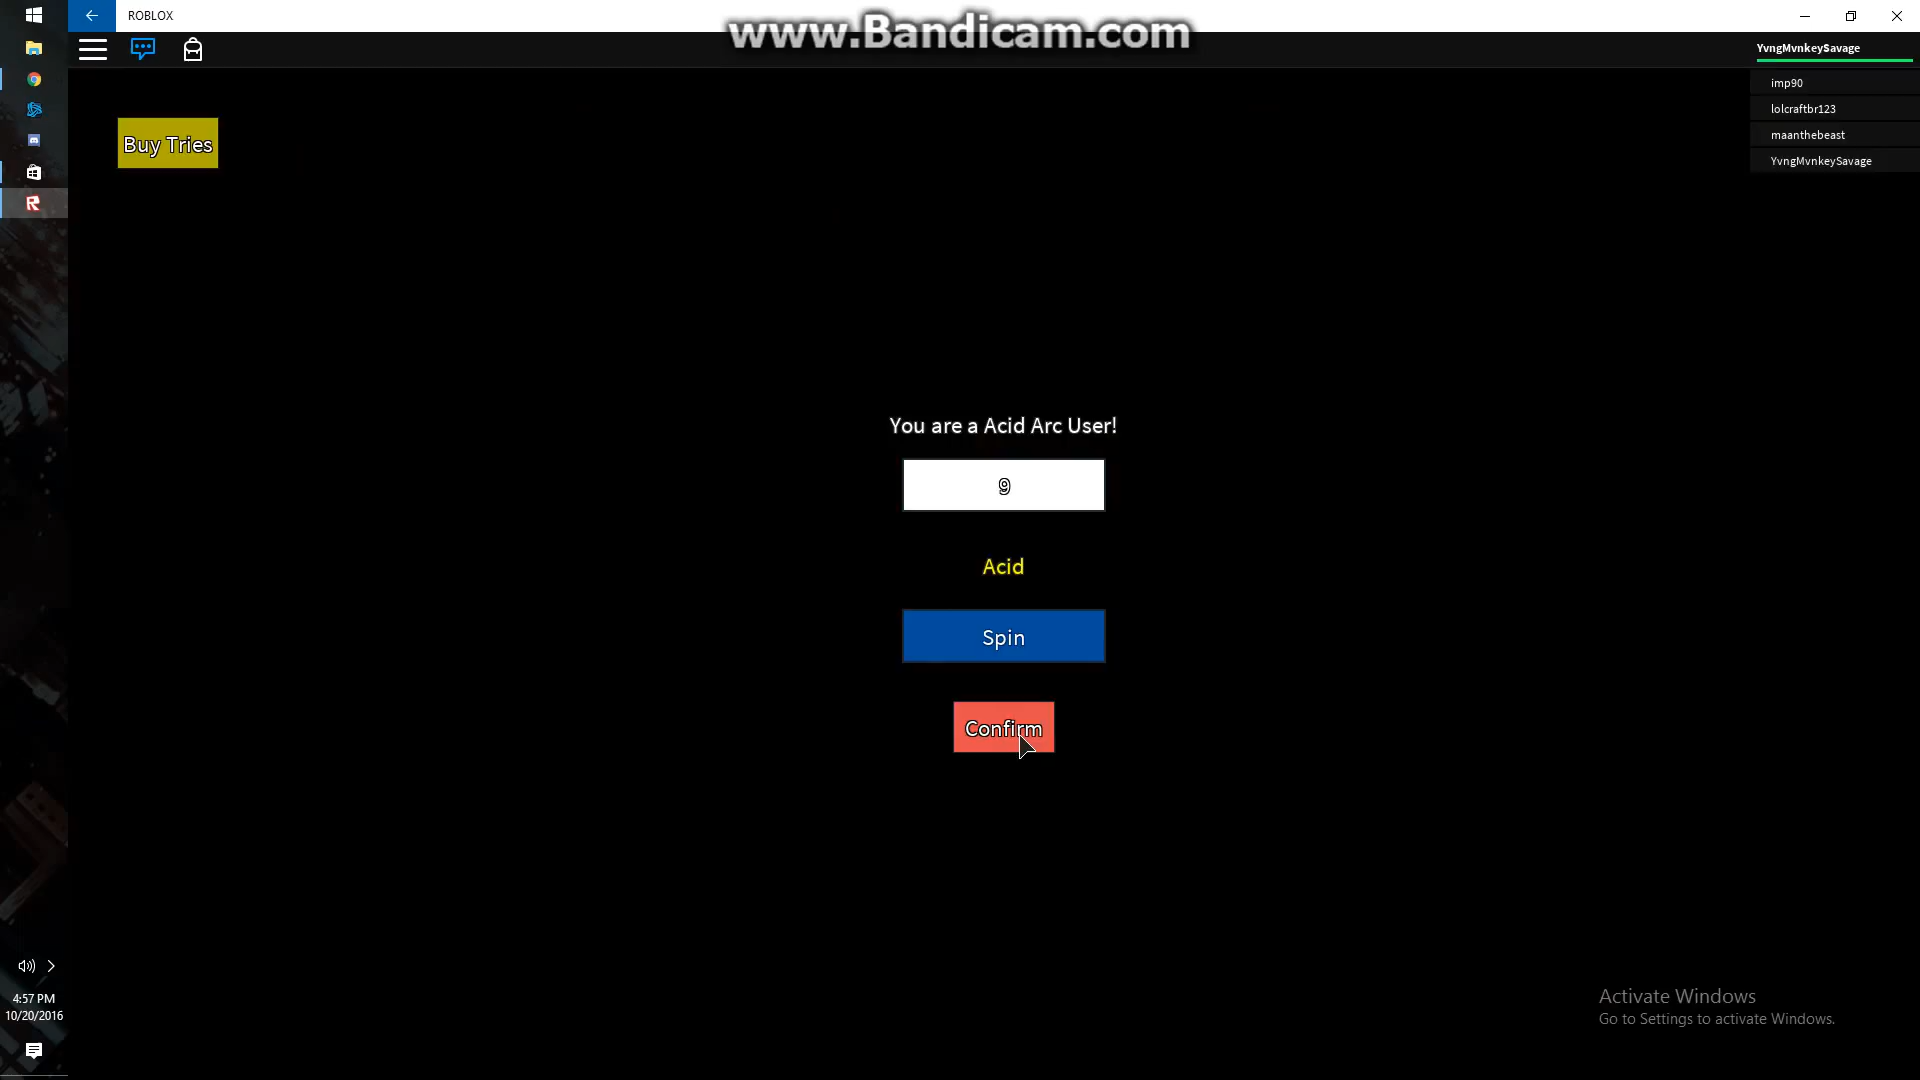 ROBLOX
www.Bandicam.com
YvngMvnkeySavage
imp90
lolcraftbr123
maanthebeast
YvngMvnkeySavage
Buy Tries
You are a Acid Arc User!
9
Acid
Spin
Confirm
4:57 PM
10/20/2016
Activate Windows
Go to Settings to activate Windows.